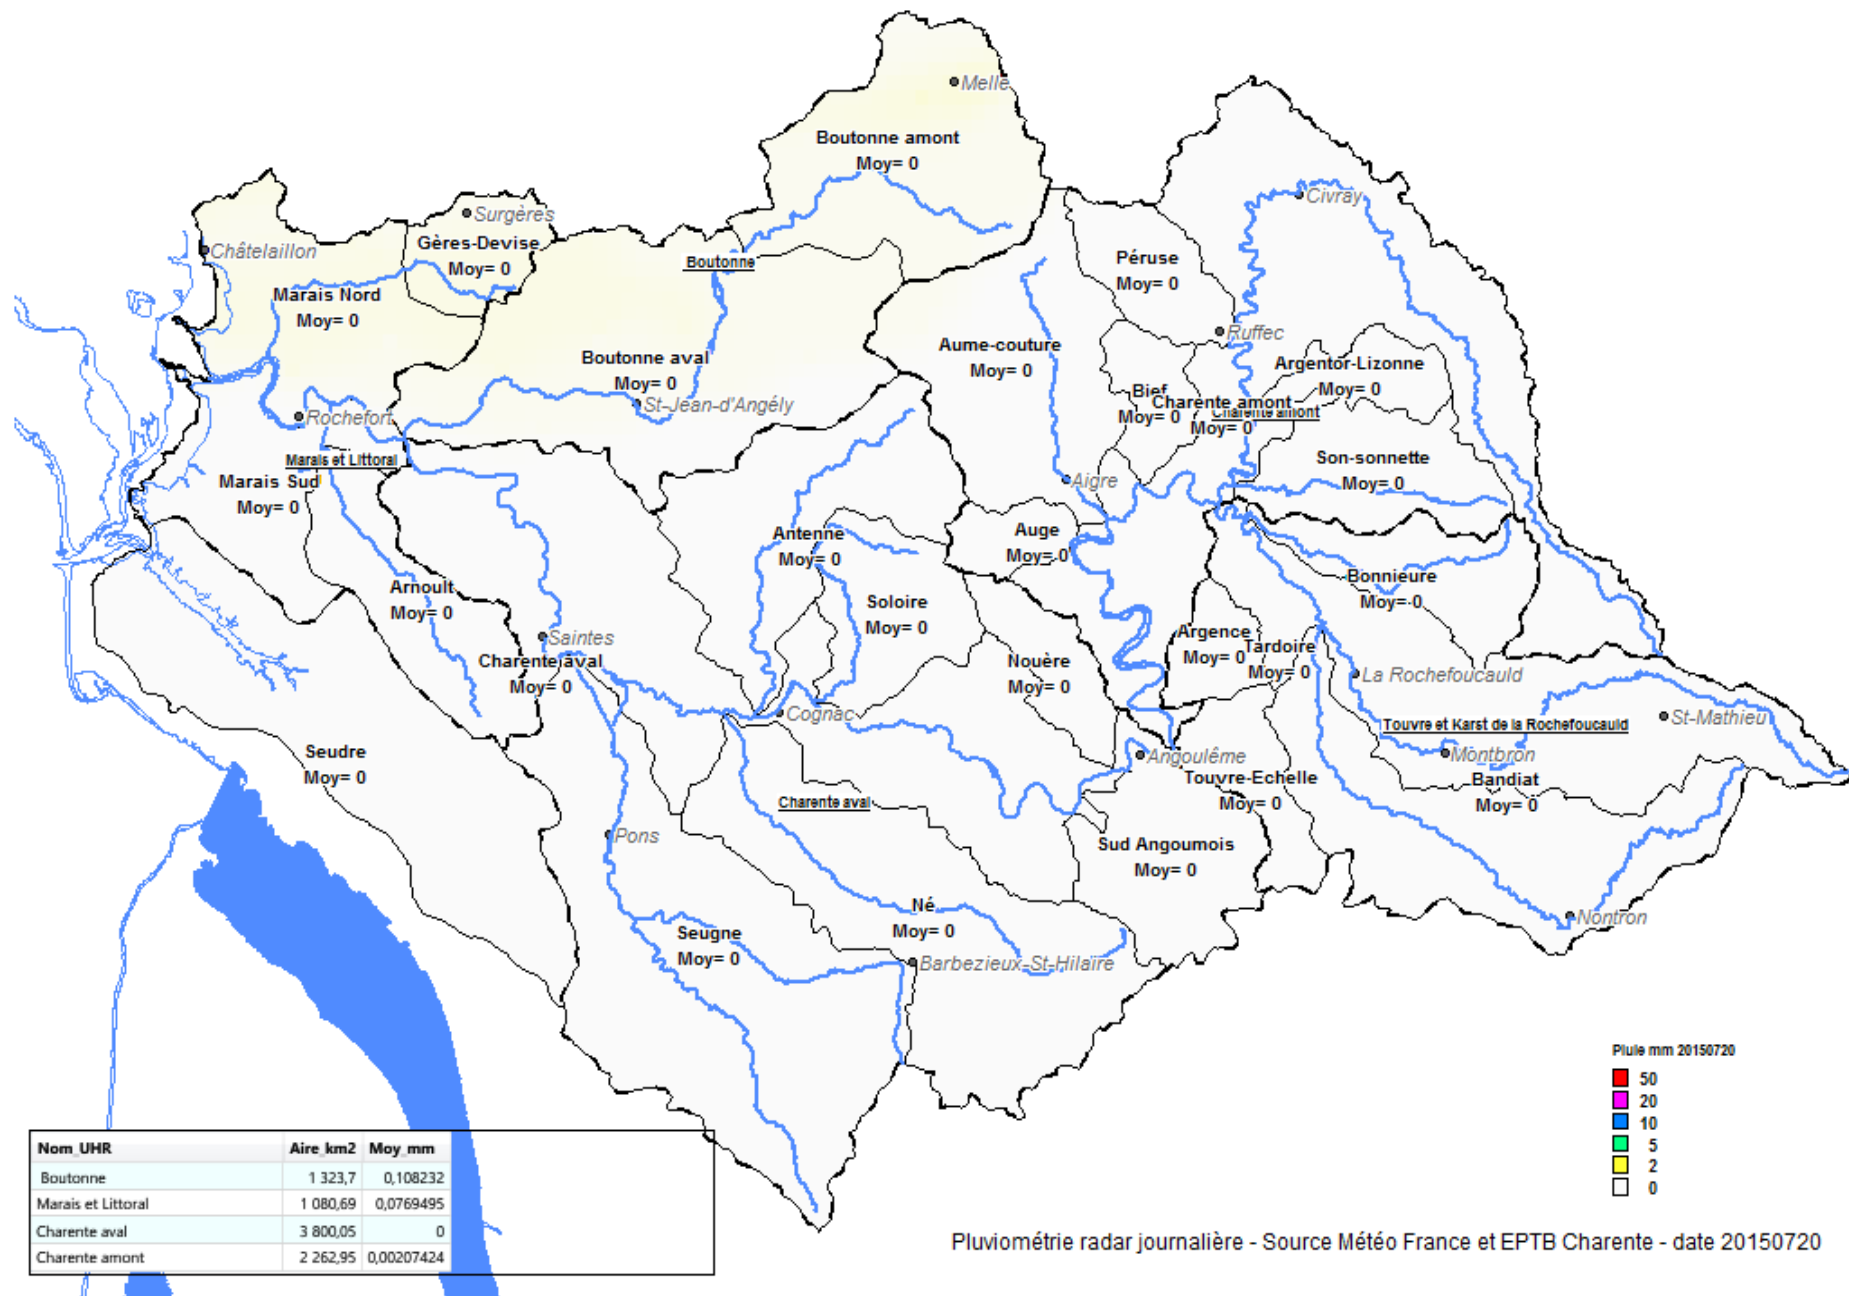 Melle
Boutonne amont
Moy= 0
Civray
Surgères
Châtelaillon
Gères-Devise
Moy= 0
Boutonne
Péruse
Moy= 0
Marais Nord
Moy= 0
Ruffec
Aume-couture
Moy= 0
Boutonne aval
Moy= 0
Argentor-Lizonne
Moy= 0
Bief
Moy= 0
Charente amont
Moy= 0
Charente amont
St-Jean-d'Angély
Rochefort
Marais et Littoral
Marais Sud
Moy= 0
Son-sonnette
Moy= 0
Aigre
Auge
Moy= 0
Antenne
Moy= 0
Arnoult
Moy= 0
Bonnieure
Moy= 0
Soloire
Moy= 0
Saintes
Charente aval
Moy= 0
Argence
Moy= 0
Tardoire
Moy= 0
Nouère
Moy= 0
La Rochefoucauld
Cognac
St-Mathieu
Touvre et Karst de la Rochefoucauld
Seudre
Moy= 0
Angoulême
Montbron
Touvre-Echelle
Moy= 0
Bandiat
Moy= 0
Charente aval
Pons
Sud Angoumois
Moy= 0
Né
Moy= 0
Nontron
Seugne
Moy= 0
Barbezieux-St-Hilaire
Pluie mm 20150720
50
20
10
5
2
0
Nom_UHR Aire_km2 Moy_mm
Boutonne 1 323,7 0,108232
Marais et Littoral 1 080,69 0,0769495
Charente aval 3 800,05 0
Charente amont 2 262,95 0,00207424
Pluviométrie radar journalière - Source Météo France et EPTB Charente - date 20150720